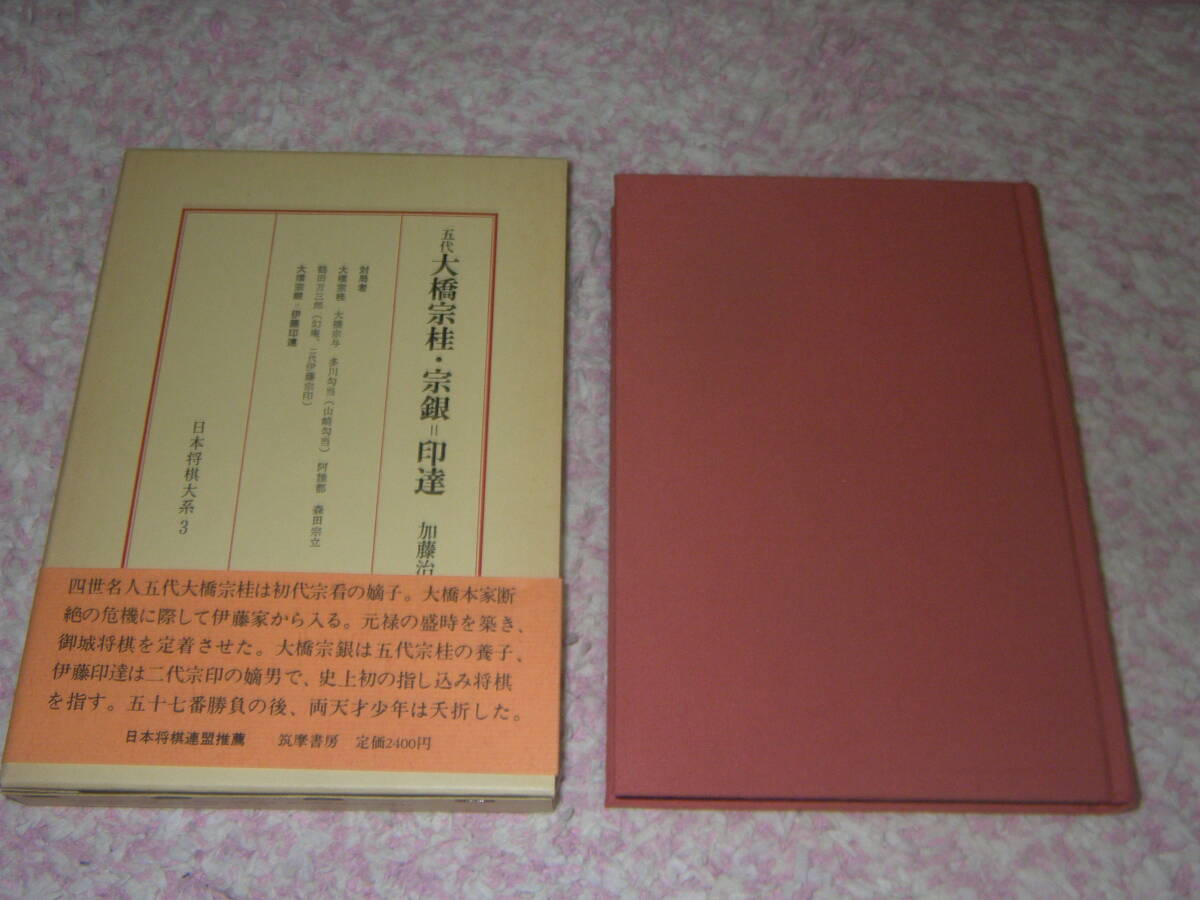 五代 大橋宗桂・宗銀＝印達 加藤治
対局者
大橋宗桂 大橋宗与 多川勾当（山崎勾当） 阿誰都 森田宗立
鶴田万三郎（幻庵、二代伊藤宗印）
大橋宗銀＝伊藤印達
日本将棋大系3
四世名人五代大橋宗桂は初代宗看の嫡子。大橋本家断
絶の危機に際して伊藤家から入る。元禄の盛時を築き、
御城将棋を定着させた。大橋宗銀は五代宗桂の養子、
伊藤印達は二代宗印の嫡男で、史上初の指し込み将棋
を指す。五十七番勝負の後、両天才少年は夭折した。
日本将棋連盟推薦 筑摩書房 定価2400円